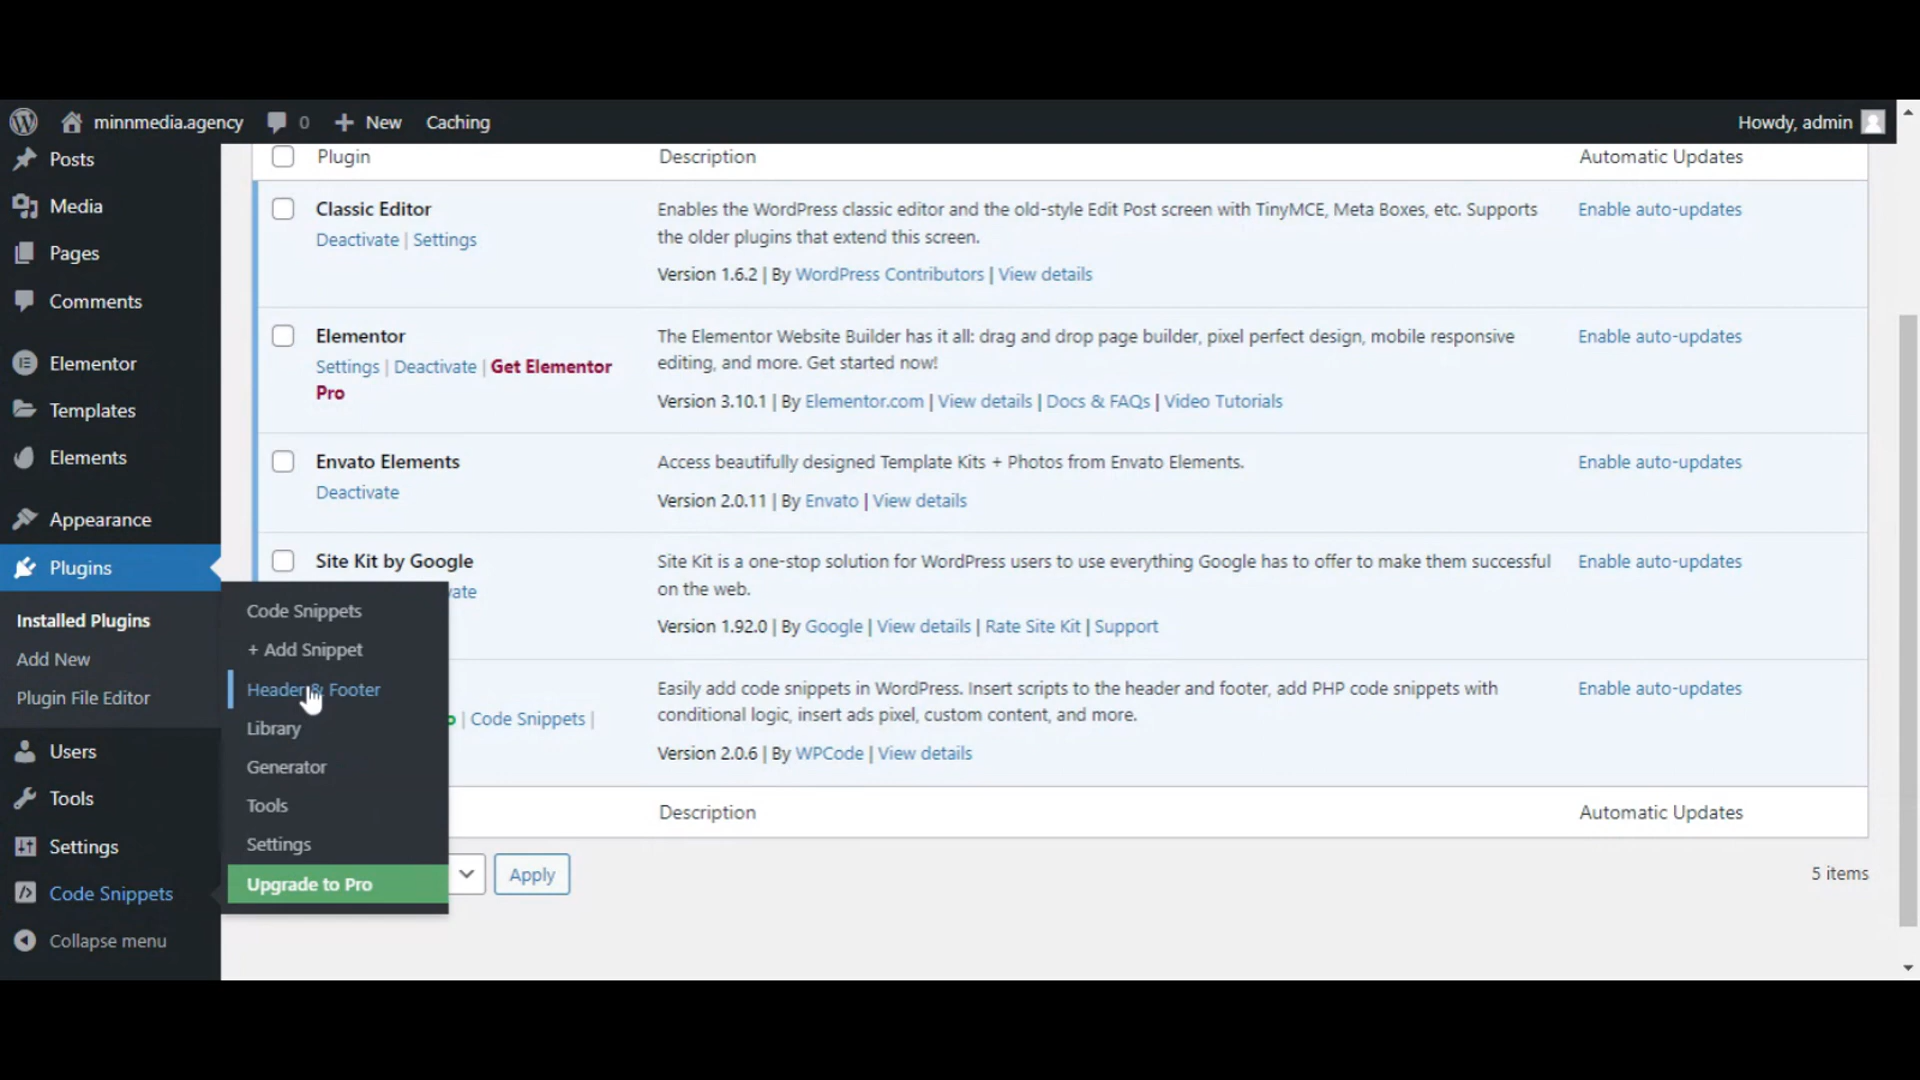 minnmedia.agency 0 New Caching Howdy, admin
Posts
Media
Pages
Comments
Elementor
Templates
Elements
Appearance
Plugins
Installed Plugins
Add New
Plugin File Editor
Users
Tools
Settings
Code Snippets
Collapse menu
Code Snippets
+ Add Snippet
Header & Footer
Library
Generator
Tools
Settings
Upgrade to Pro
Plugin Description Automatic Updates
Classic Editor
Deactivate | Settings
Enables the WordPress classic editor and the old-style Edit Post screen with TinyMCE, Meta Boxes, etc. Supports
the older plugins that extend this screen.
Version 1.6.2 | By WordPress Contributors | View details
Enable auto-updates
Elementor
Settings | Deactivate | Get Elementor
Pro
The Elementor Website Builder has it all: drag and drop page builder, pixel perfect design, mobile responsive
editing, and more. Get started now!
Version 3.10.1 | By Elementor.com | View details | Docs & FAQs | Video Tutorials
Enable auto-updates
Envato Elements
Deactivate
Access beautifully designed Template Kits + Photos from Envato Elements.
Version 2.0.11 | By Envato | View details
Enable auto-updates
Site Kit by Google
vate
Site Kit is a one-stop solution for WordPress users to use everything Google has to offer to make them successful
on the web.
Version 1.92.0 | By Google | View details | Rate Site Kit | Support
Enable auto-updates
o | Code Snippets |
Easily add code snippets in WordPress. Insert scripts to the header and footer, add PHP code snippets with
conditional logic, insert ads pixel, custom content, and more.
Version 2.0.6 | By WPCode | View details
Enable auto-updates
Description Automatic Updates
Apply 5 items